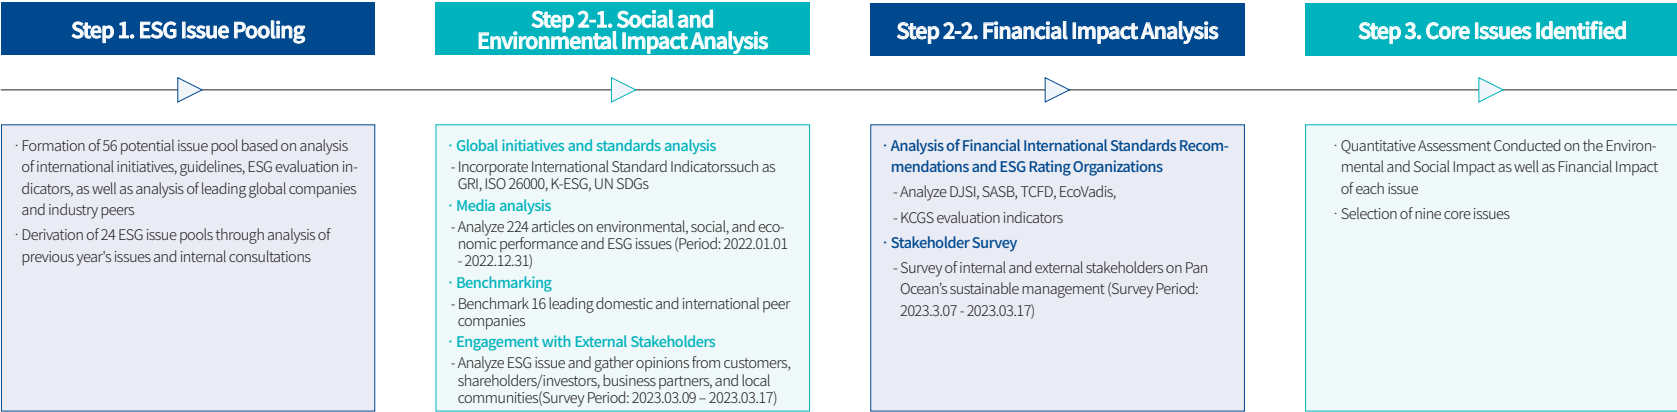 Step 1. ESG Issue Pooling
· Formation of 56 potential issue pool based on analysis
of international initiatives, guidelines, ESG evaluation in-
dicators, as well as analysis of leading global companies
and industry peers
· Derivation of 24 ESG issue pools through analysis of
previous year's issues and internal consultations
Step 2-1. Social and
Environmental Impact Analysis
· Global initiatives and standards analysis
- Incorporate International Standard Indicatorssuch as
GRI, ISO 26000, K-ESG, UN SDGs
· Media analysis
- Analyze 224 articles on environmental, social, and eco-
nomic performance and ESG issues (Period: 2022.01.01
- 2022.12.31)
· Benchmarking
- Benchmark 16 leading domestic and international peer
companies
· Engagement with External Stakeholders
- Analyze ESG issue and gather opinions from customers,
shareholders/investors, business partners, and local
communities(Survey Period: 2023.03.09 – 2023.03.17)
Step 2-2. Financial Impact Analysis
· Analysis of Financial International Standards Recom-
mendations and ESG Rating Organizations
- Analyze DJSI, SASB, TCFD, EcoVadis,
- KCGS evaluation indicators
· Stakeholder Survey
- Survey of internal and external stakeholders on Pan
Ocean’s sustainable management (Survey Period:
2023.3.07 - 2023.03.17)
Step 3. Core Issues Identified
· Quantitative Assessment Conducted on the Environ-
mental and Social Impact as well as Financial Impact
of each issue
· Selection of nine core issues